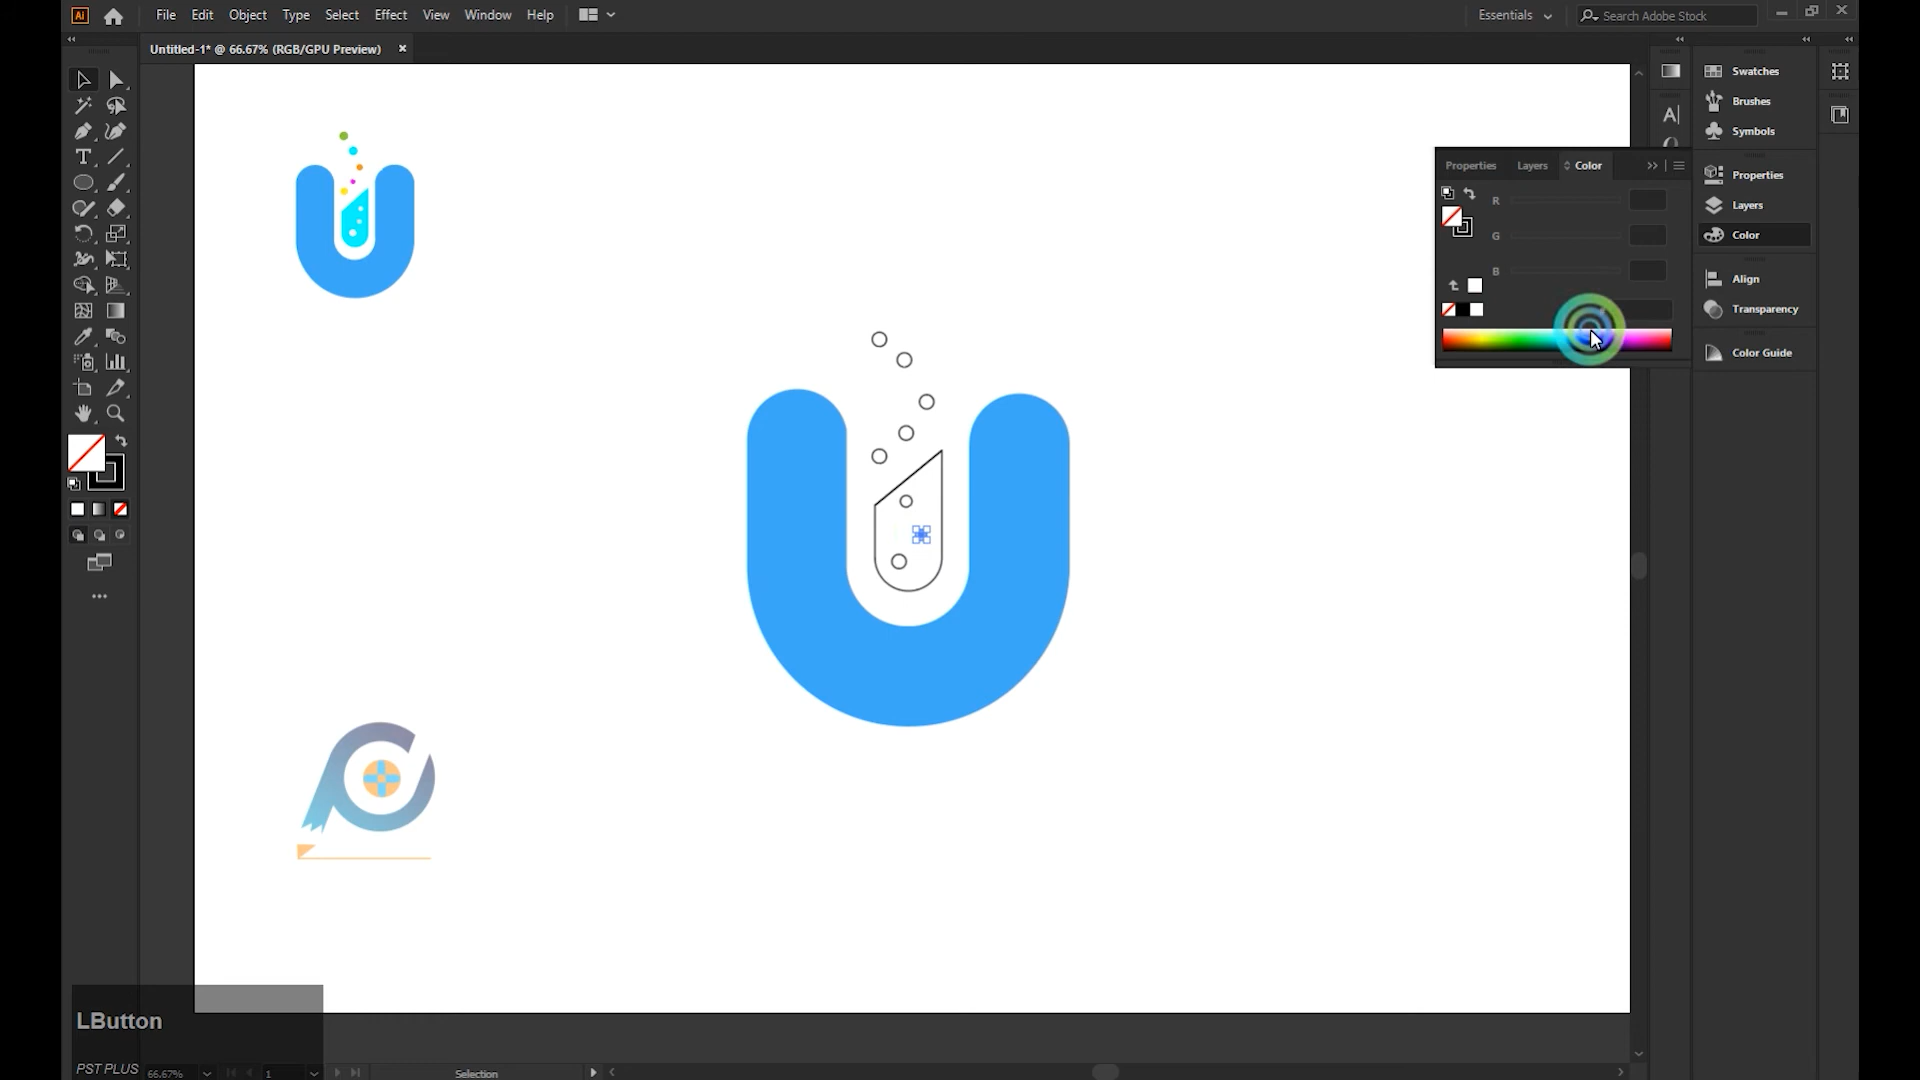 Ai File Edit Object Type Select Effect View Window Help Essentials Search Adobe Stock
Untitled-1* @ 66.67% (RGB/GPU Preview)
Swatches
Brushes
Symbols
Properties
Layers
Color
Align
Transparency
Color Guide
Properties Layers Color
R
G
B
LButton
PST PLUS
66.67% 1 Selection